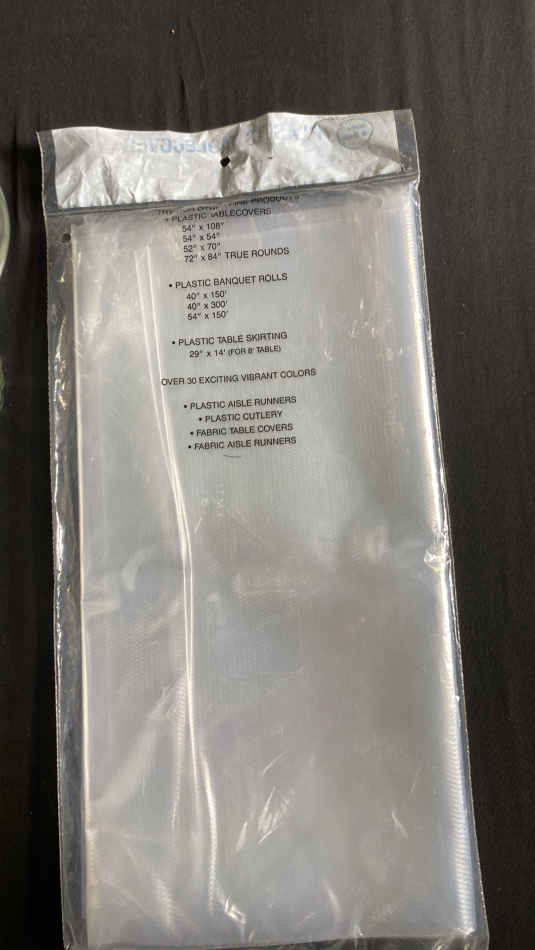 PRODUCTS
• PLASTIC TABLECOVERS
54" x 108"
54" x 54"
52" x 70"
72" x 84" TRUE ROUNDS
• PLASTIC BANQUET ROLLS
40" x 150'
40" x 300'
54" x 150'
• PLASTIC TABLE SKIRTING
29" x 14' (FOR 8' TABLE)
OVER 30 EXCITING VIBRANT COLORS
• PLASTIC AISLE RUNNERS
• PLASTIC CUTLERY
• FABRIC TABLE COVERS
• FABRIC AISLE RUNNERS